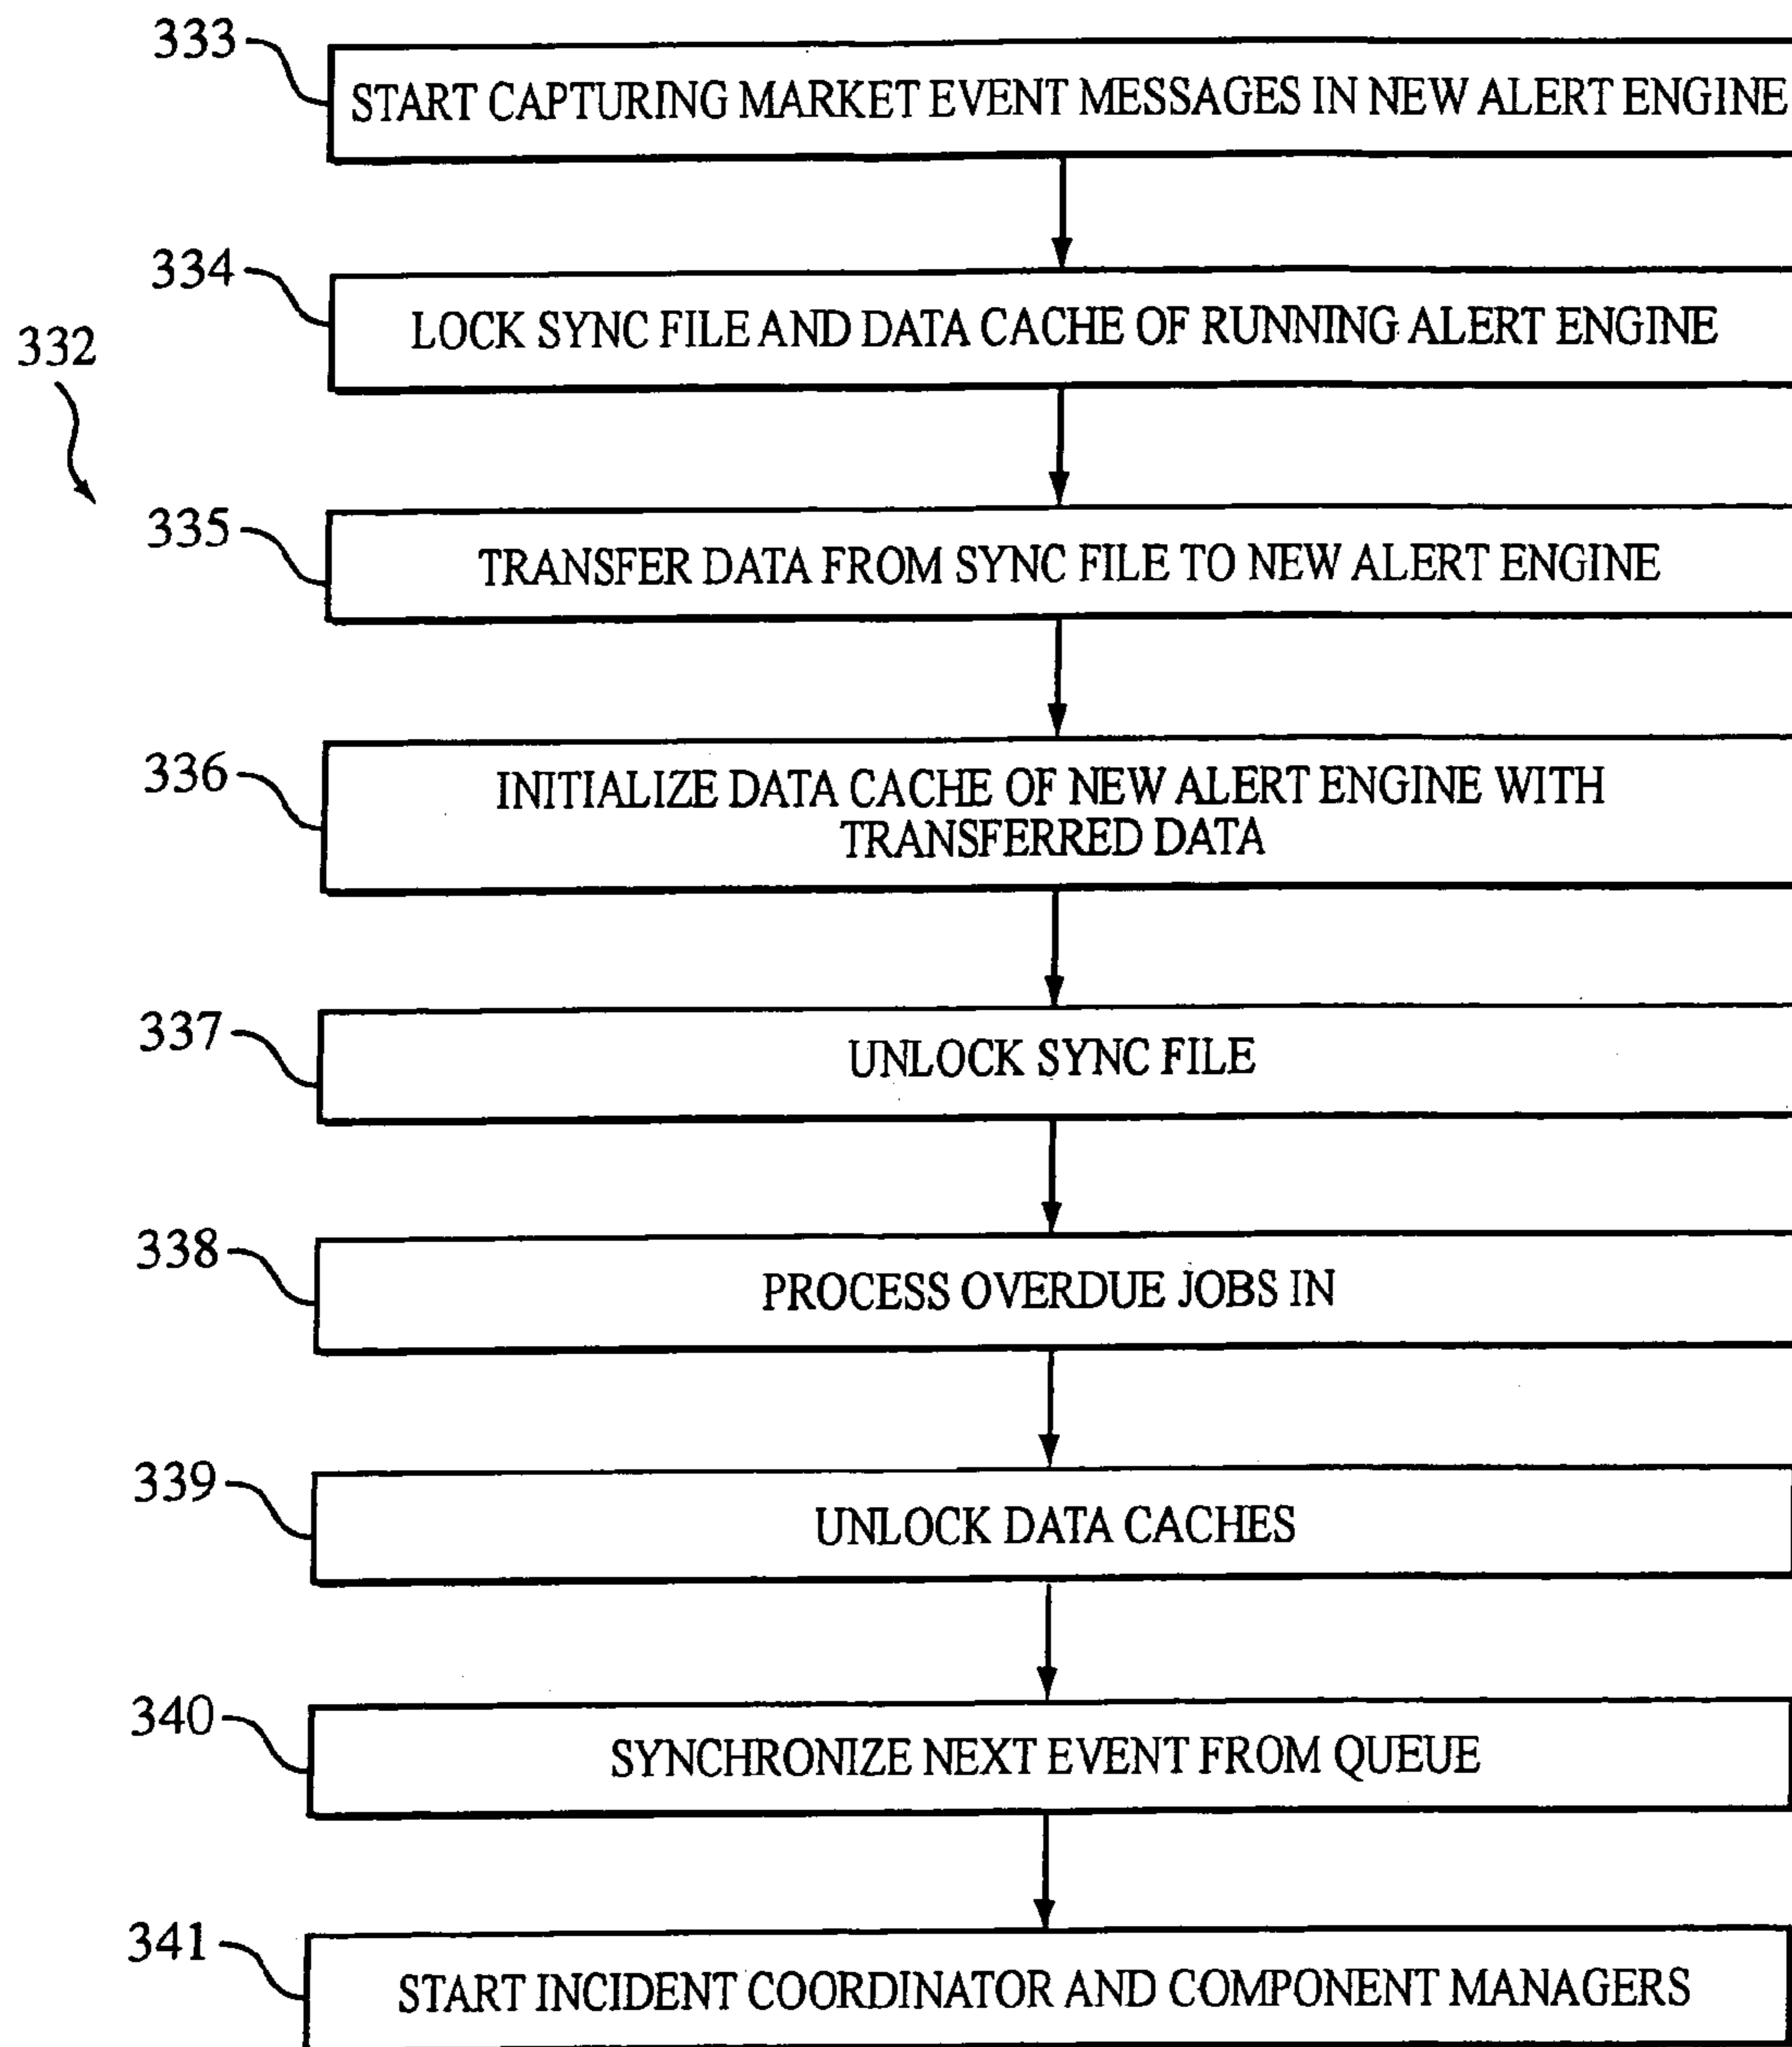 333
START CAPTURING MARKET EVENT MESSAGES IN NEW ALERT ENGINE
334
LOCK SYNC FILE AND DATA CACHE OF RUNNING ALERT ENGINE
332
335
TRANSFER DATA FROM SYNC FILE TO NEW ALERT ENGINE
336
INITIALIZE DATA CACHE OF NEW ALERT ENGINE WITH
TRANSFERRED DATA
337
UNLOCK SYNC FILE
338
PROCESS OVERDUE JOBS IN
339
UNLOCK DATA CACHES
340
SYNCHRONIZE NEXT EVENT FROM QUEUE
341
START INCIDENT COORDINATOR AND COMPONENT MANAGERS